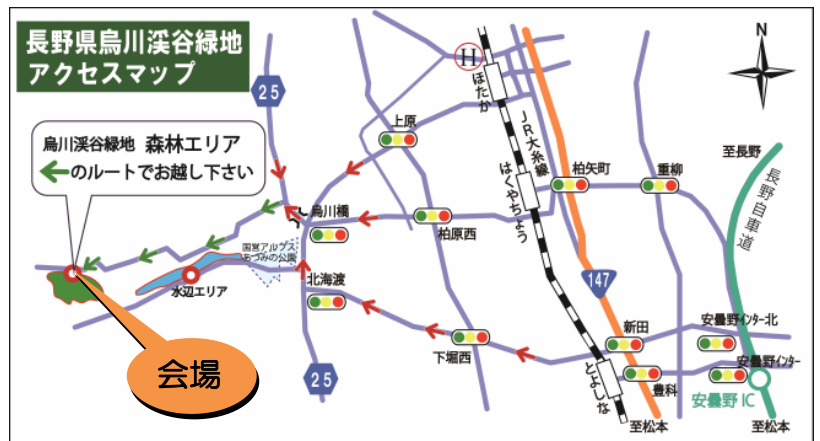 長野県烏川渓谷緑地
アクセスマップ
N
25
H
ほたか
上原
JR大糸線
烏川渓谷緑地 森林エリア
のルートでお越し下さい
柏矢町
重柳
至長野
長野自車道
はくやちょう
烏川橋
柏原西
国営アルプス
あづみの公園
水辺エリア
北海渡
147
新田
安曇野インター北
下堀西
安曇野インター
会場
25
とよしな
豊科
安曇野IC
至松本
至松本